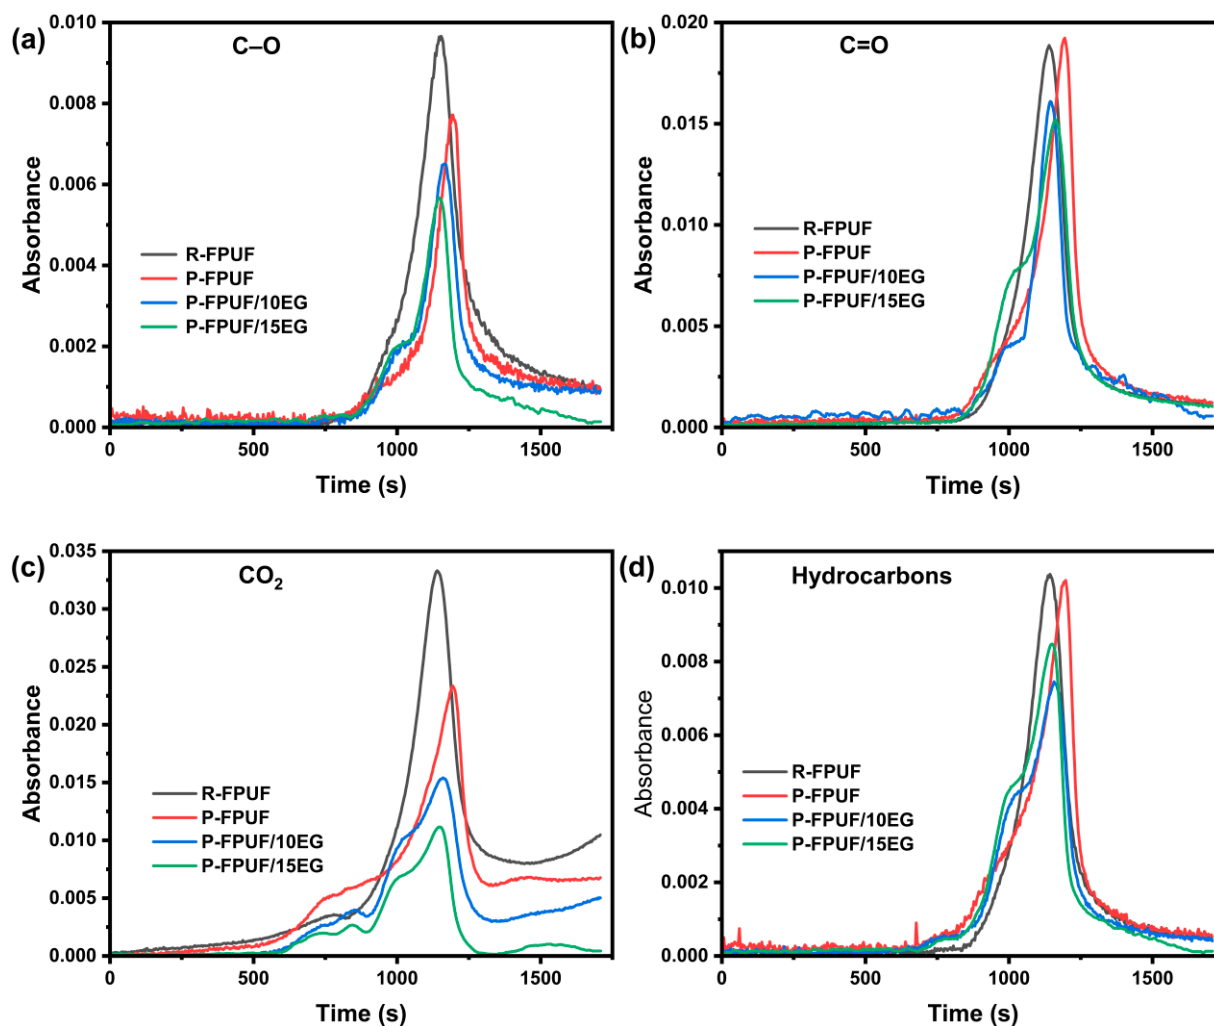 (a)
C–O
0.010
0.008
0.006
0.004
0.002
0.000
Absorbance
R-FPUF
P-FPUF
P-FPUF/10EG
P-FPUF/15EG
0
500
1000
1500
Time (s)
(b)
C=O
0.020
0.015
0.010
0.005
0.000
Absorbance
R-FPUF
P-FPUF
P-FPUF/10EG
P-FPUF/15EG
0
500
1000
1500
Time (s)
(c)
CO₂
0.035
0.030
0.025
0.020
0.015
0.010
0.005
0.000
Absorbance
R-FPUF
P-FPUF
P-FPUF/10EG
P-FPUF/15EG
0
500
1000
1500
Time (s)
(d)
Hydrocarbons
0.010
0.008
0.006
0.004
0.002
0.000
Absorbance
R-FPUF
P-FPUF
P-FPUF/10EG
P-FPUF/15EG
0
500
1000
1500
Time (s)